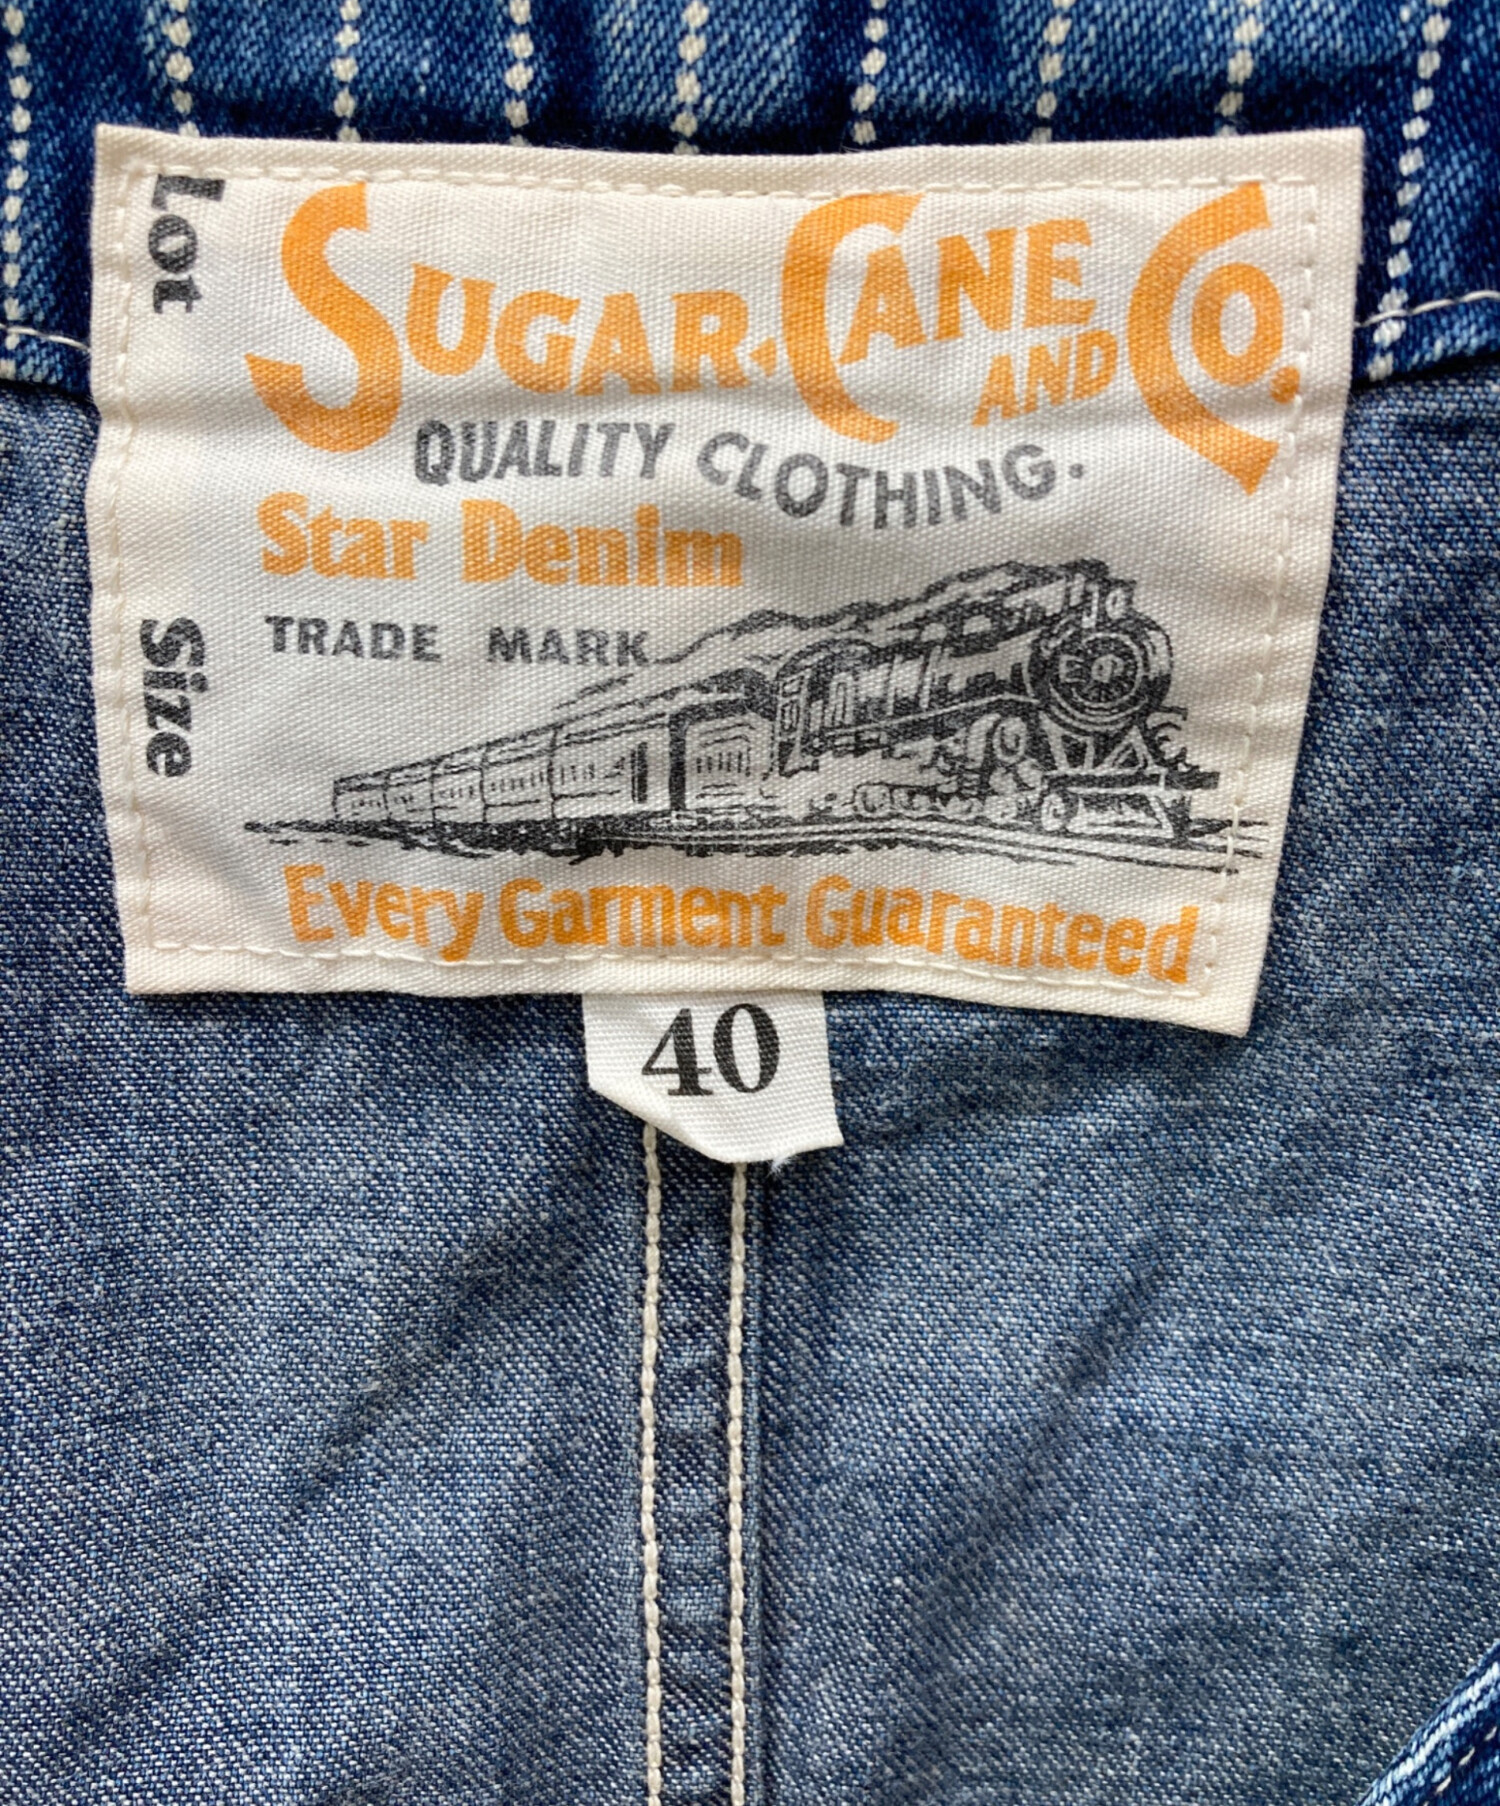 Lot
SUGAR-CANE AND CO.
QUALITY CLOTHING.
Star Denim
TRADE MARK
Size
Every Garment Guaranteed
40